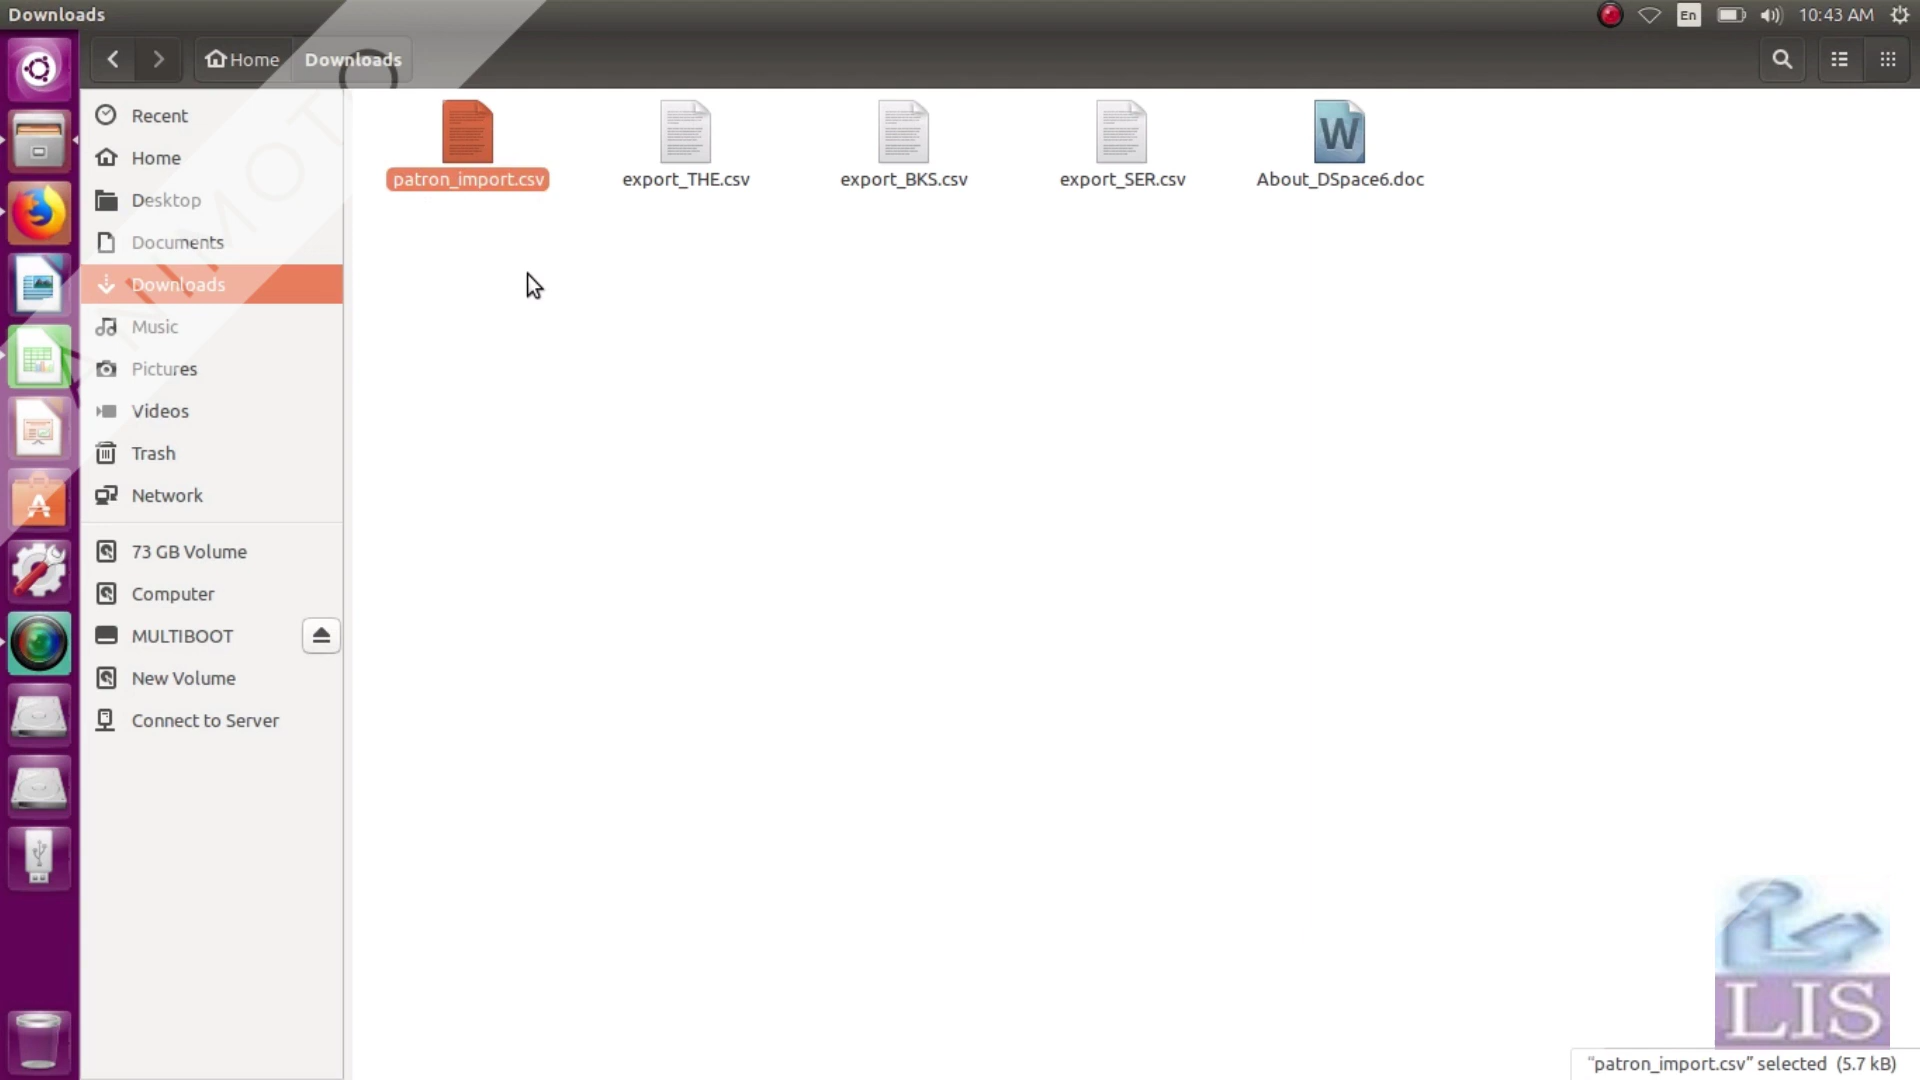 Downloads
En
10:43 AM
Home
Downloads
Recent
Home
Desktop
Documents
Downloads
Music
Pictures
Videos
Trash
Network
73 GB Volume
Computer
MULTIBOOT
New Volume
Connect to Server
patron_import.csv
export_THE.csv
export_BKS.csv
export_SER.csv
W
About_DSpace6.doc
ANIMOTO
LIS
"patron_import.csv" selected (5.7 kB)